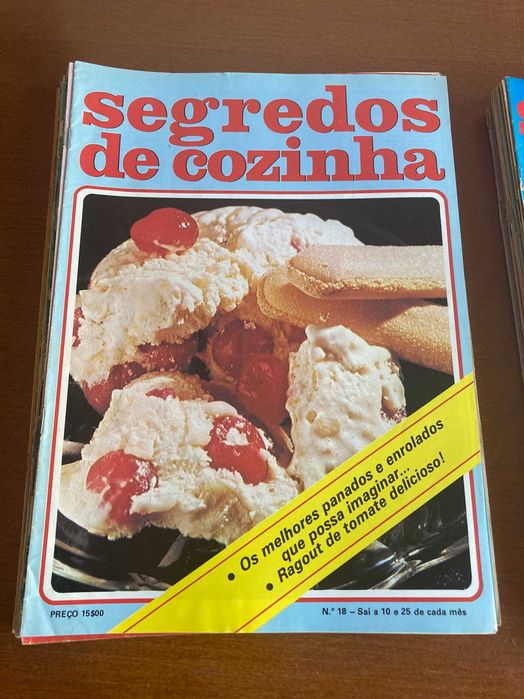 segredos
de cozinha
• Os melhores panados e enrolados
que possa imaginar...
• Ragout de tomate delicioso!
PREÇO 15$00
N.º 18 – Sai a 10 e 25 de cada mês